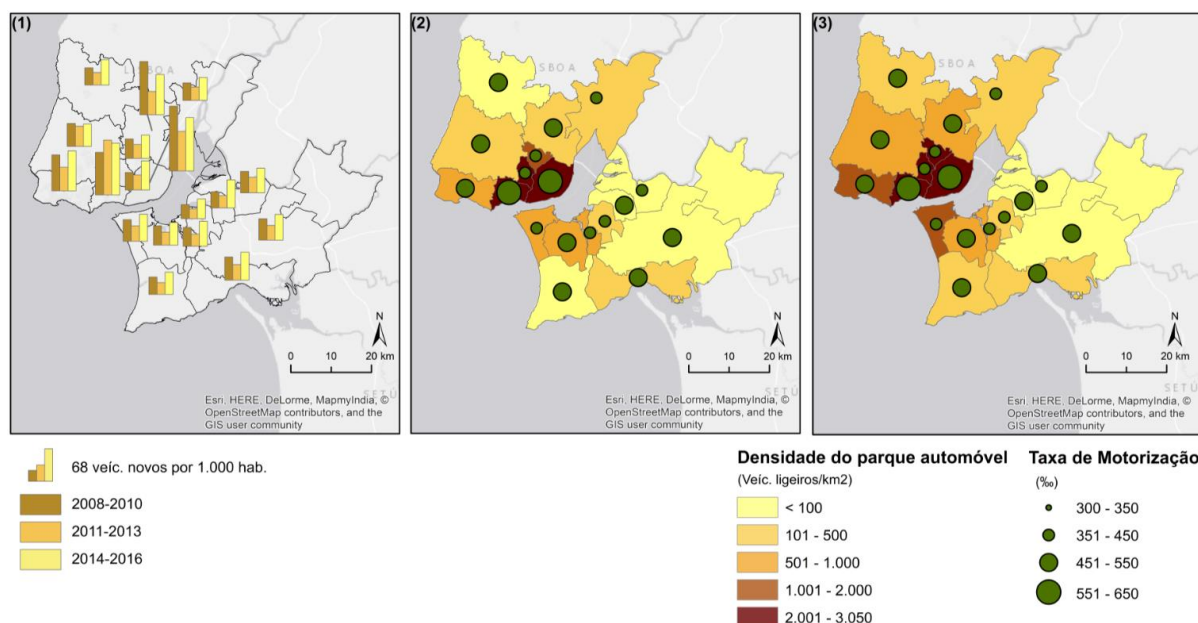 (1)
LISBOA
N
0 10 20 km
SETÚ
Esri, HERE, DeLorme, MapmyIndia, ©
OpenStreetMap contributors, and the
GIS user community
(2)
SBOA
N
0 10 20 km
SETÚ
Esri, HERE, DeLorme, MapmyIndia, ©
OpenStreetMap contributors, and the
GIS user community
(3)
SBOA
N
0 10 20 km
SETÚ
Esri, HERE, DeLorme, MapmyIndia, ©
OpenStreetMap contributors, and the
GIS user community
68 veíc. novos por 1.000 hab.
2008-2010
2011-2013
2014-2016
Densidade do parque automóvel
(Veíc. ligeiros/km2)
< 100
101 - 500
501 - 1.000
1.001 - 2.000
2.001 - 3.050
Taxa de Motorização
(‰)
300 - 350
351 - 450
451 - 550
551 - 650